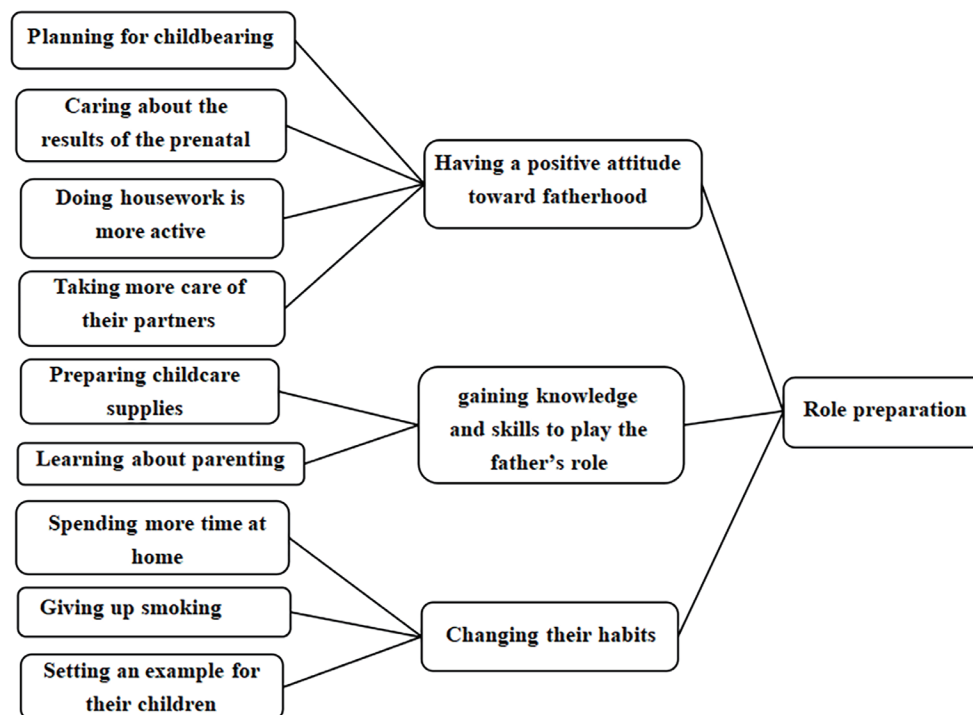 Planning for childbearing
Caring about the
results of the prenatal
Doing housework is
more active
Taking more care of
their partners
Preparing childcare
supplies
Learning about parenting
Spending more time at
home
Giving up smoking
Setting an example for
their children
Having a positive attitude
toward fatherhood
gaining knowledge
and skills to play the
father’s role
Changing their habits
Role preparation